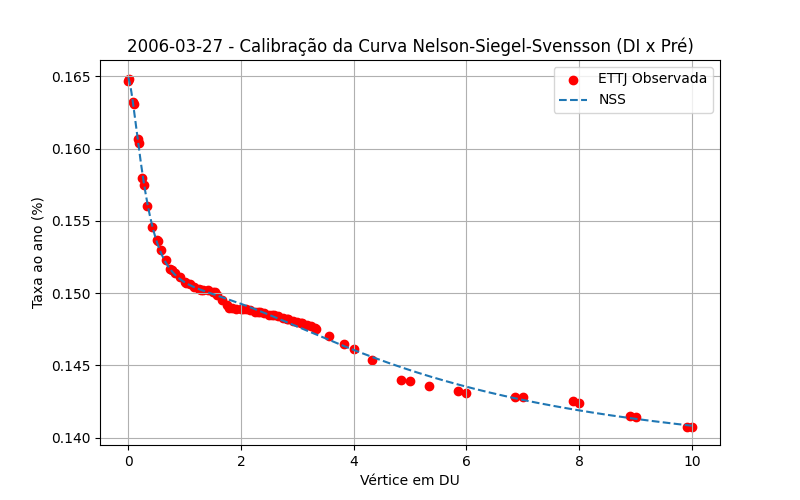 2006-03-27 - Calibração da Curva Nelson-Siegel-Svensson (DI x Pré)
ETTJ Observada
NSS
Taxa ao ano (%)
0.165
0.160
0.155
0.150
0.145
0.140
0
2
4
6
8
10
Vértice em DU